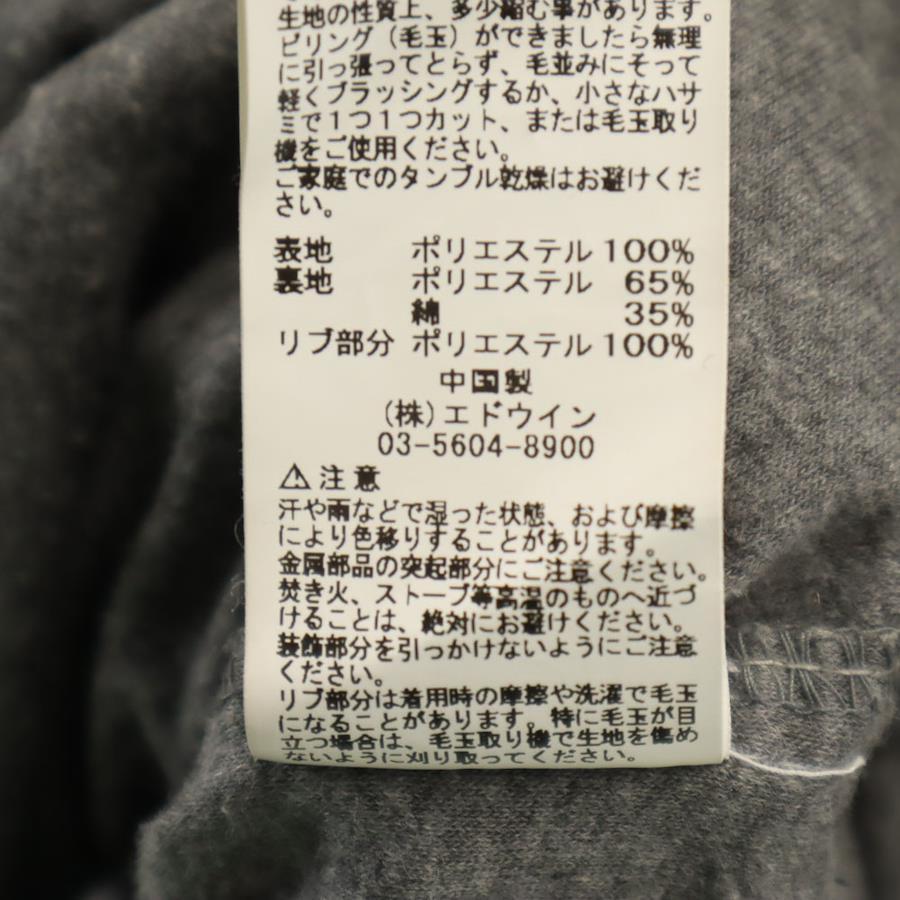 生地の性質上、多少縮む事があります。
ピリング（毛玉）ができましたら無理
に引っ張ってとらず、毛並みにそって
軽くブラッシングするか、小さなハサ
ミで1つ1つカット、または毛玉取り
機をご使用ください。
ご家庭でのタンブル乾燥はお避けくだ
さい。
表地 ポリエステル 100%
裏地 ポリエステル 65%
綿 35%
リブ部分 ポリエステル 100%
中国製
(株)エドウイン
03-5604-8900
⚠注意
汗や雨などで湿った状態、および摩擦
により色移りすることがあります。
金属部品の突起部分にご注意ください。
焚き火、ストーブ等高温のものへ近づ
けることは、絶対にお避けください。
装飾部分を引っかけないようにご注意
ください。
リブ部分は着用時の摩擦や洗濯で毛玉
になることがあります。特に毛玉が目
立つ場合は、毛玉取り機で生地を傷め
ないように刈り取ってください。